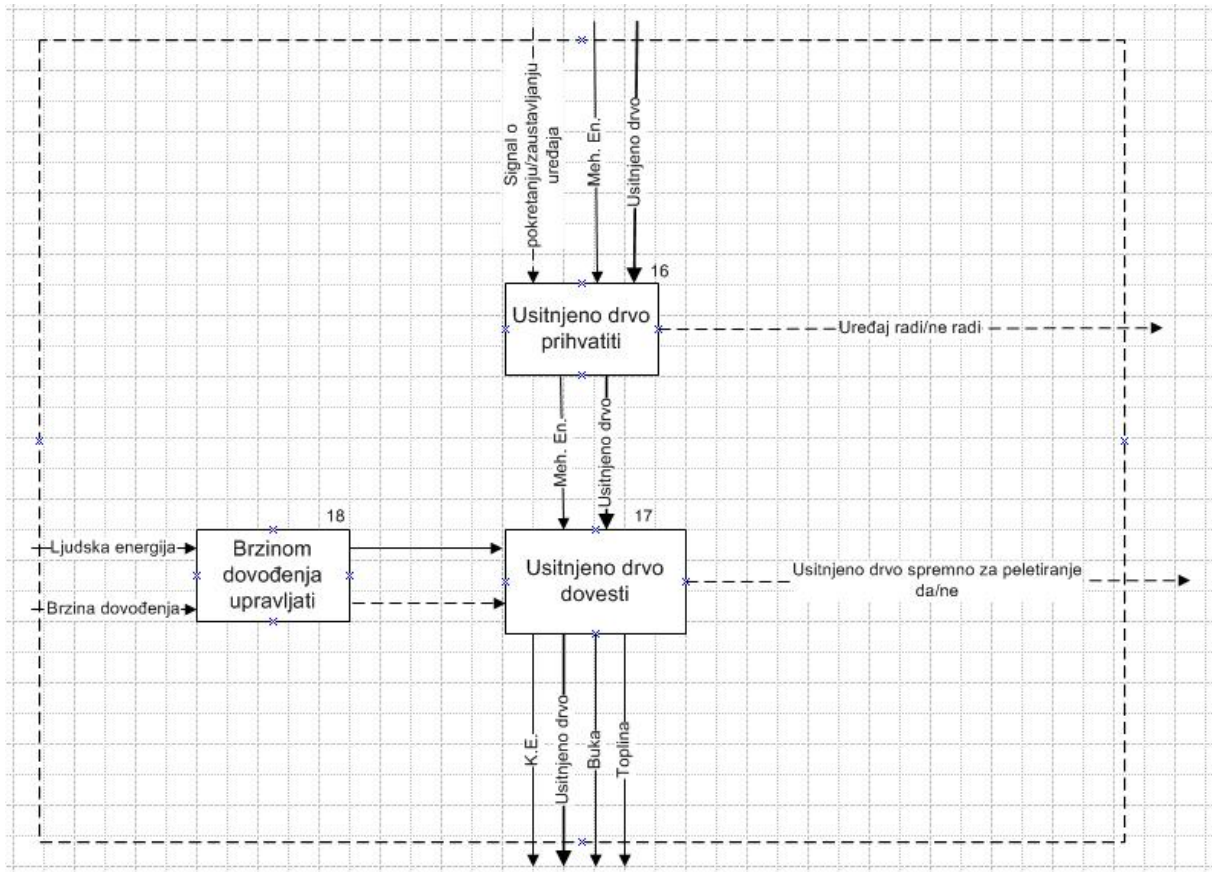 Signal o
pokretanju/zaustavljanju
uređaja
Meh. En.
Usitnjeno drvo
16
Usitnjeno drvo
prihvatiti
Uređaj radi/ne radi
Meh. En.
Usitnjeno drvo
18
17
Ljudska energija
Brzina dovođenja
Brzinom
dovođenja
upravljati
Usitnjeno drvo
dovesti
Usitnjeno drvo spremno za peletiranje
da/ne
K.E.
Usitnjeno drvo
Buka
Toplina